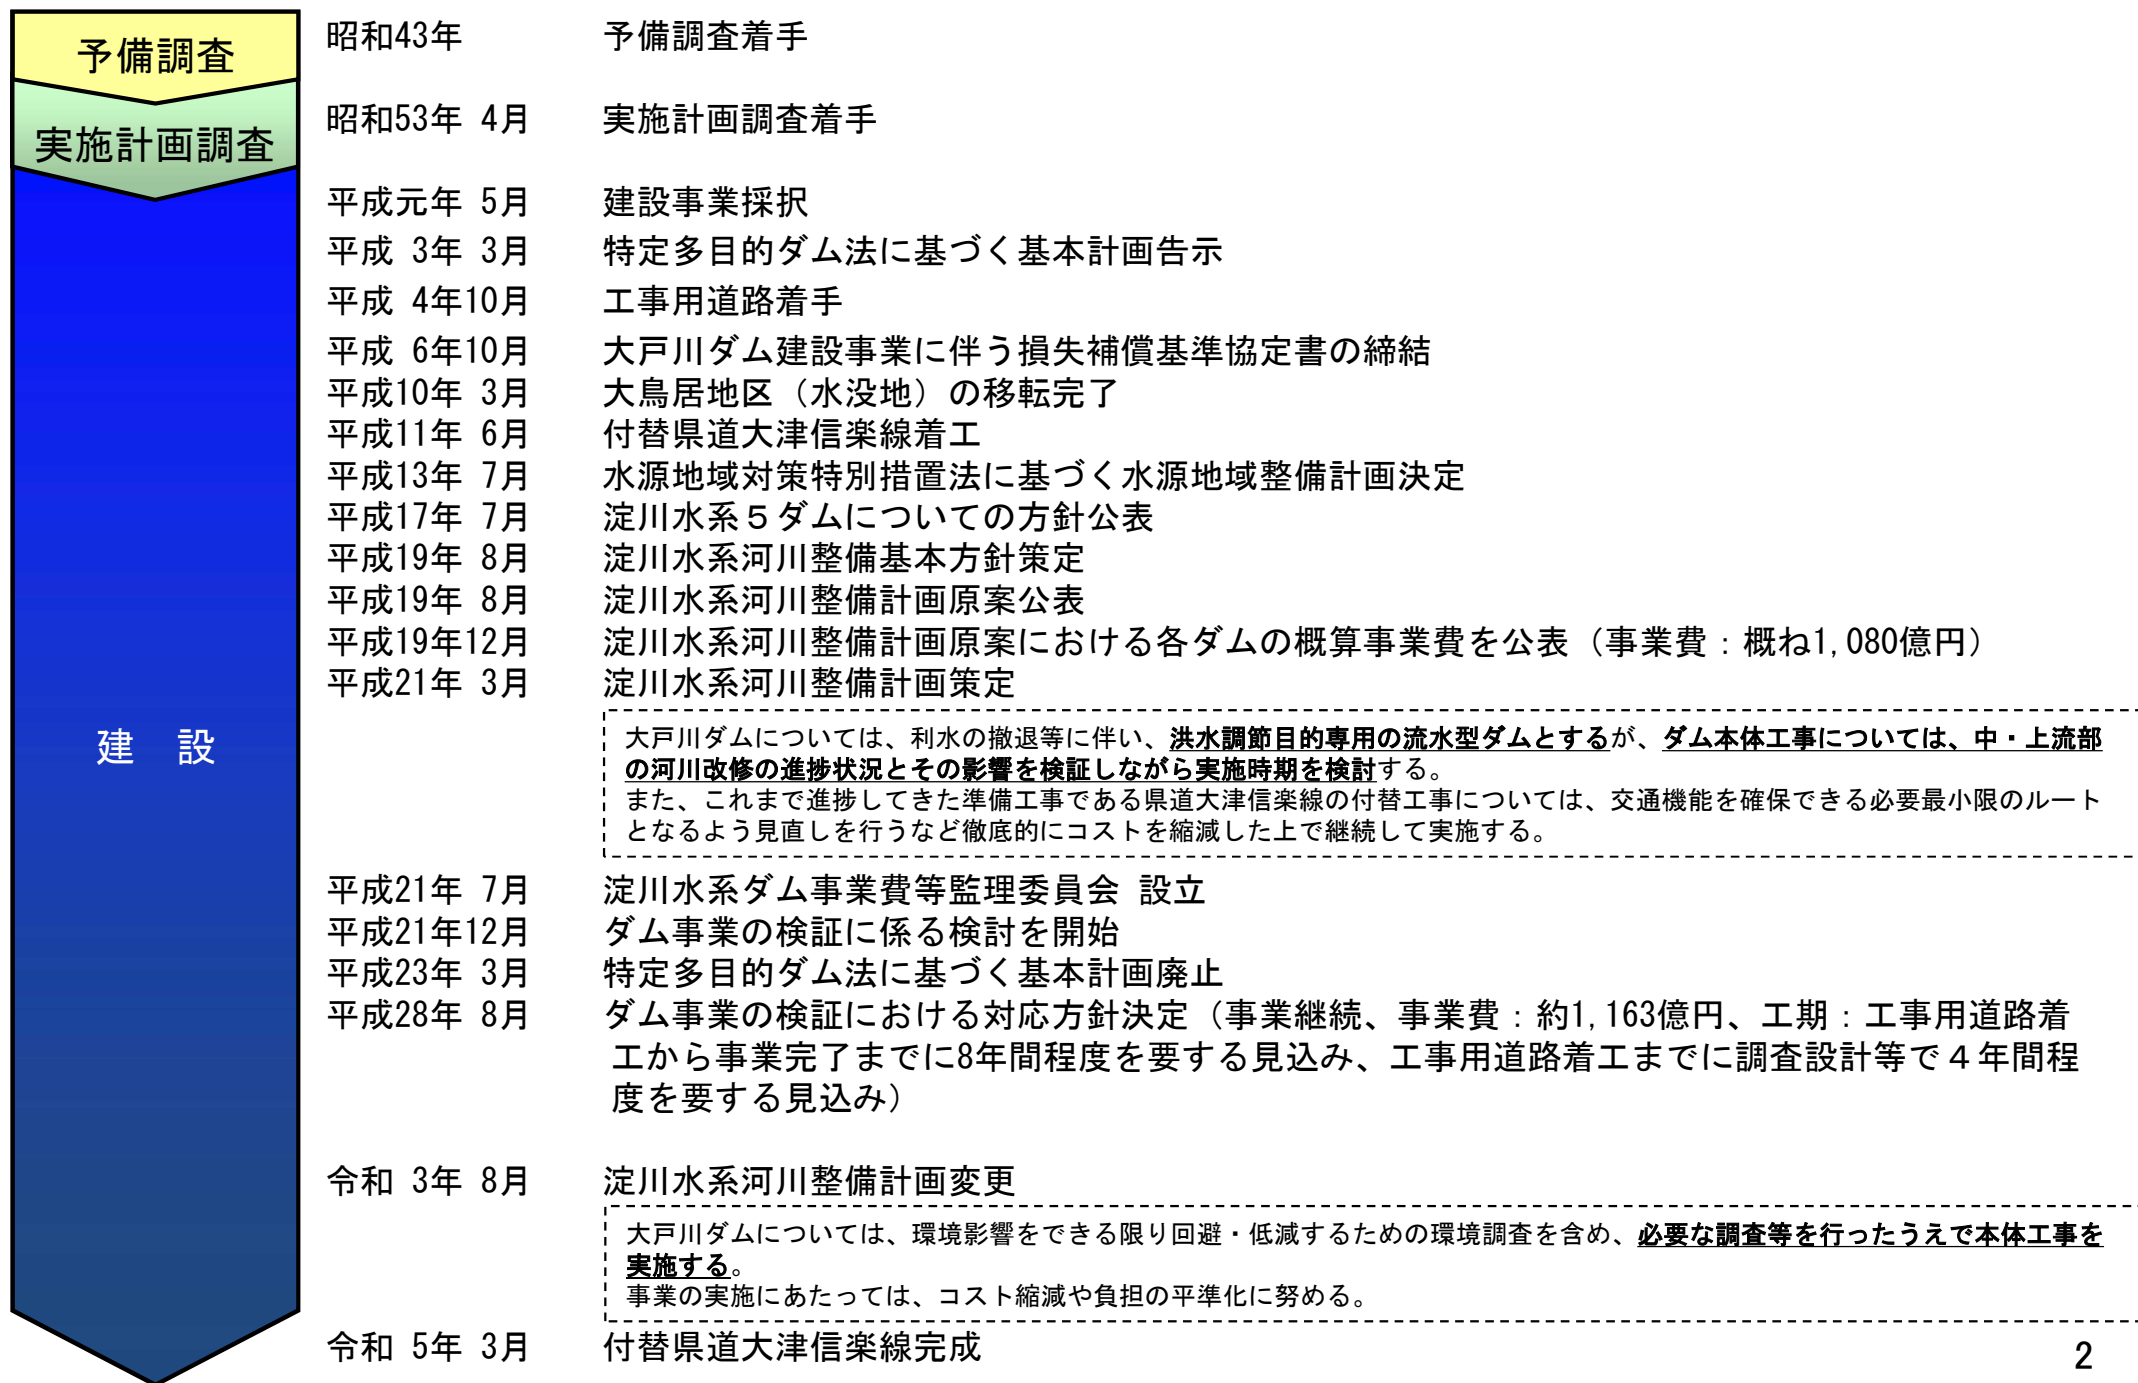 予備調査
実施計画調査
建 設
昭和43年 予備調査着手
昭和53年 4月 実施計画調査着手
平成元年 5月 建設事業採択
平成 3年 3月 特定多目的ダム法に基づく基本計画告示
平成 4年10月 工事用道路着手
平成 6年10月 大戸川ダム建設事業に伴う損失補償基準協定書の締結
平成10年 3月 大鳥居地区（水没地）の移転完了
平成11年 6月 付替県道大津信楽線着工
平成13年 7月 水源地域対策特別措置法に基づく水源地域整備計画決定
平成17年 7月 淀川水系５ダムについての方針公表
平成19年 8月 淀川水系河川整備基本方針策定
平成19年 8月 淀川水系河川整備計画原案公表
平成19年12月 淀川水系河川整備計画原案における各ダムの概算事業費を公表（事業費：概ね1,080億円）
平成21年 3月 淀川水系河川整備計画策定
大戸川ダムについては、利水の撤退等に伴い、洪水調節目的専用の流水型ダムとするが、ダム本体工事については、中・上流部
の河川改修の進捗状況とその影響を検証しながら実施時期を検討する。
また、これまで進捗してきた準備工事である県道大津信楽線の付替工事については、交通機能を確保できる必要最小限のルート
となるよう見直しを行うなど徹底的にコストを縮減した上で継続して実施する。
平成21年 7月 淀川水系ダム事業費等監理委員会 設立
平成21年12月 ダム事業の検証に係る検討を開始
平成23年 3月 特定多目的ダム法に基づく基本計画廃止
平成28年 8月 ダム事業の検証における対応方針決定（事業継続、事業費：約1,163億円、工期：工事用道路着
工から事業完了までに8年間程度を要する見込み、工事用道路着工までに調査設計等で４年間程
度を要する見込み）
令和 3年 8月 淀川水系河川整備計画変更
大戸川ダムについては、環境影響をできる限り回避・低減するための環境調査を含め、必要な調査等を行ったうえで本体工事を
実施する。
事業の実施にあたっては、コスト縮減や負担の平準化に努める。
令和 5年 3月 付替県道大津信楽線完成
2